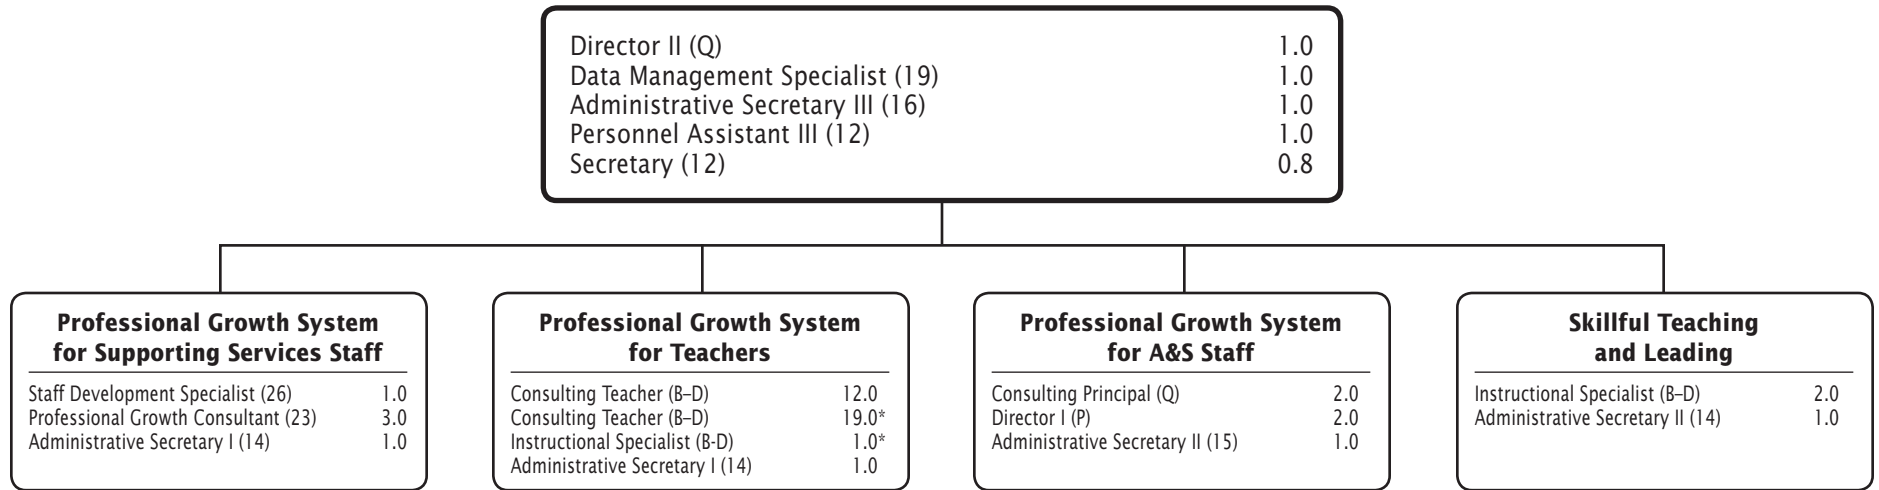 Director II (Q) 1.0
Data Management Specialist (19) 1.0
Administrative Secretary III (16) 1.0
Personnel Assistant III (12) 1.0
Secretary (12) 0.8
Professional Growth System
for Supporting Services Staff
Staff Development Specialist (26) 1.0
Professional Growth Consultant (23) 3.0
Administrative Secretary I (14) 1.0
Professional Growth System
for Teachers
Consulting Teacher (B–D) 12.0
Consulting Teacher (B–D) 19.0*
Instructional Specialist (B-D) 1.0*
Administrative Secretary I (14) 1.0
Professional Growth System
for A&S Staff
Consulting Principal (Q) 2.0
Director I (P) 2.0
Administrative Secretary II (15) 1.0
Skillful Teaching
and Leading
Instructional Specialist (B–D) 2.0
Administrative Secretary II (14) 1.0